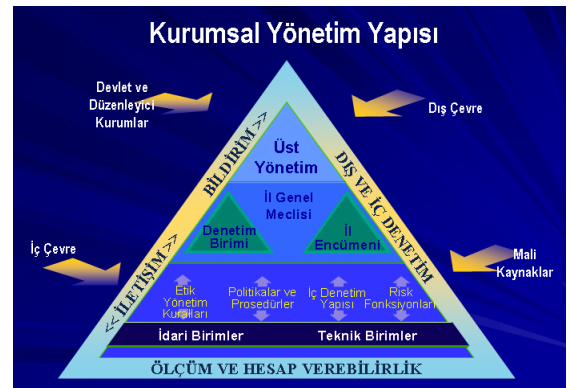 Kurumsal Yönetim Yapısı
Devlet ve
Düzenleyici
Kurumlar
Dış Çevre
BİLDİRİM >>
Üst
Yönetim
DIŞ VE İÇ DENETİM
İl Genel
Meclisi
Denetim
Birimi
İl
Encümeni
İç Çevre
Mali
Kaynaklar
<< İLETİŞİM >>
Etik
Yönetim
Kuralları
Politikalar ve
Prosedürler
İç Denetim
Yapısı
Risk
Fonksiyonları
İdari Birimler
Teknik Birimler
ÖLÇÜM VE HESAP VEREBİLİRLİK